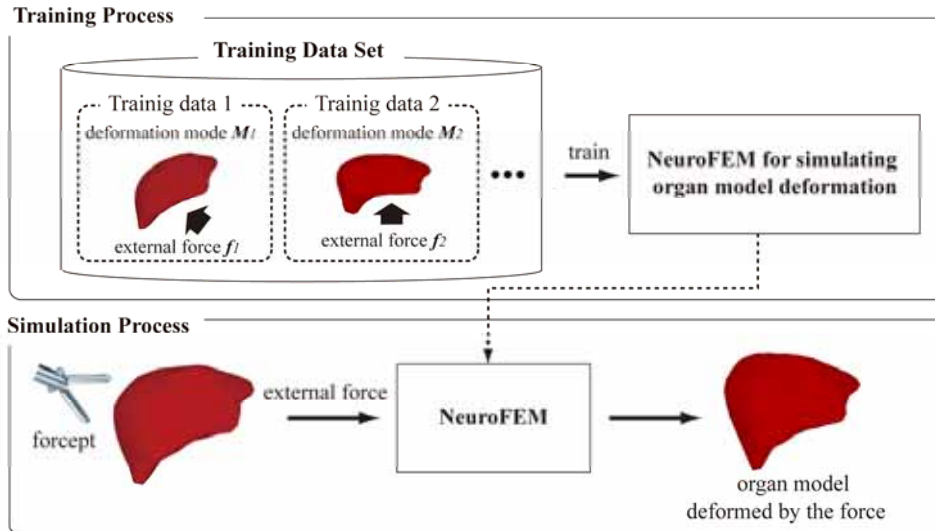 Training Process
Training Data Set
Trainig data 1
deformation mode M1
external force f1
Trainig data 2
deformation mode M2
external force f2
•••
train
NeuroFEM for simulating
organ model deformation
Simulation Process
forcept
external force
NeuroFEM
organ model
deformed by the force